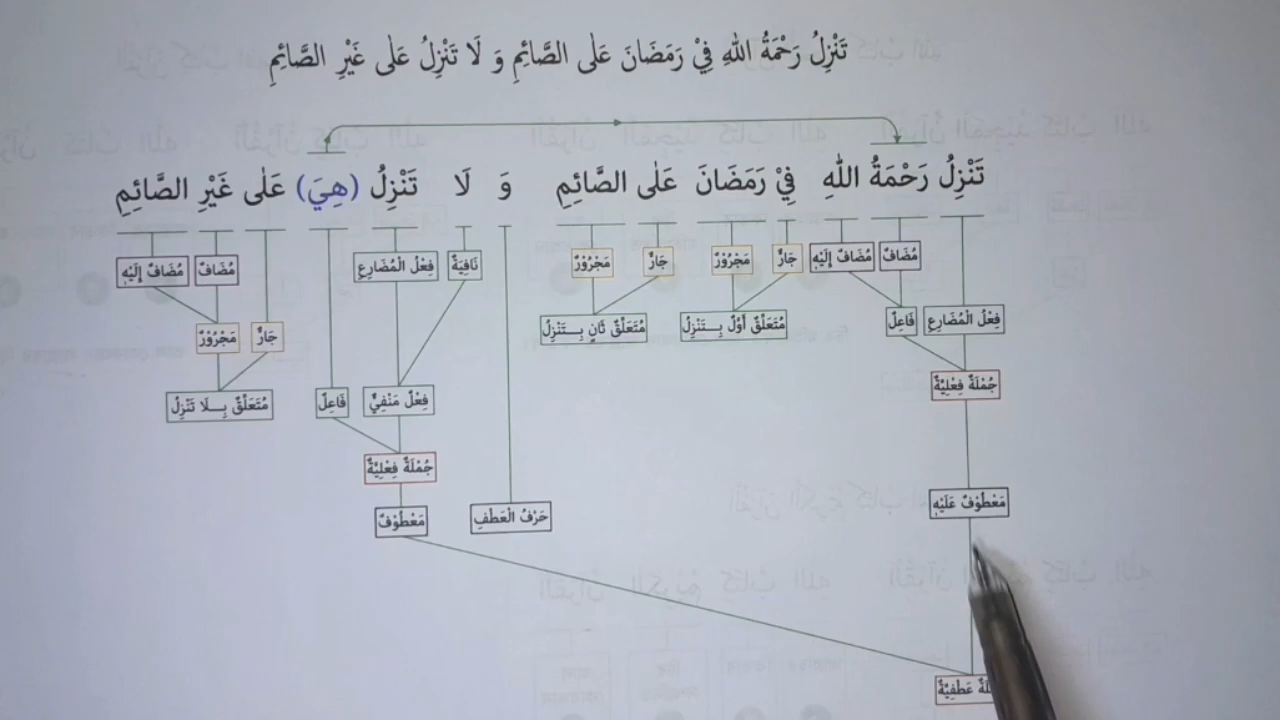 تَنْزِلُ رَحْمَةُ اللهِ فِيْ رَمَضَانَ عَلٰى الصَّائِمِ وَ لَا تَنْزِلُ عَلٰى غَيْرِ الصَّائِمِ
تَنْزِلُ رَحْمَةُ اللهِ فِيْ رَمَضَانَ عَلٰى الصَّائِمِ وَ لَا تَنْزِلُ (هِيَ) عَلٰى غَيْرِ الصَّائِمِ
مُضَافٌ مُضَافٌ إِلَيْهِ جَارٌّ مَجْرُوْرٌ جَارٌّ مَجْرُوْرٌ نَافِيَةٌ فِعْلُ الْمُضَارِعِ مُضَافٌ مُضَافٌ إِلَيْهِ
فِعْلُ الْمُضَارِعِ فَاعِلٌ مُتَعَلِّقٌ أَوَّلُ بِـتَنْزِلُ مُتَعَلِّقٌ ثَانٍ بِـتَنْزِلُ جَارٌّ مَجْرُوْرٌ
جُمْلَةٌ فِعْلِيَّةٌ فِعْلٌ مَنْفِيٌّ فَاعِلٌ مُتَعَلِّقٌ بِـلَا تَنْزِلُ
جُمْلَةٌ فِعْلِيَّةٌ
مَعْطُوْفٌ عَلَيْهِ حَرْفُ الْعَطْفِ مَعْطُوْفٌ
عَطْفِيَّةٌ